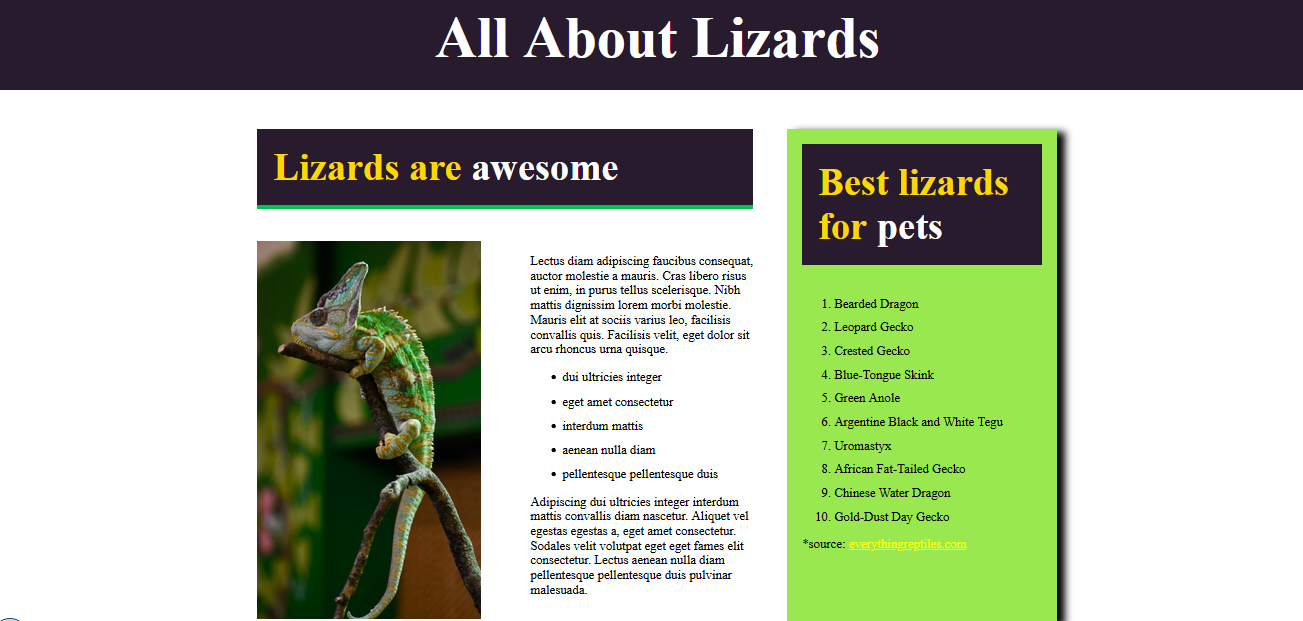 All About Lizards
Lizards are awesome
Lectus diam adipiscing faucibus consequat,
auctor molestie a mauris. Cras libero risus
ut enim, in purus tellus scelerisque. Nibh
mattis dignissim lorem morbi molestie.
Mauris elit at sociis varius leo, facilisis
convallis quis. Facilisis velit, eget dolor sit
arcu rhoncus urna quisque.
• dui ultricies integer
• eget amet consectetur
• interdum mattis
• aenean nulla diam
• pellentesque pellentesque duis
Adipiscing dui ultricies integer interdum
mattis convallis diam nascetur. Aliquet vel
egestas egestas a, eget amet consectetur.
Sodales velit volutpat eget eget fames elit
consectetur. Lectus aenean nulla diam
pellentesque pellentesque duis pulvinar
malesuada.
Best lizards
for pets
1. Bearded Dragon
2. Leopard Gecko
3. Crested Gecko
4. Blue-Tongue Skink
5. Green Anole
6. Argentine Black and White Tegu
7. Uromastyx
8. African Fat-Tailed Gecko
9. Chinese Water Dragon
10. Gold-Dust Day Gecko
*source: everythingreptiles.com